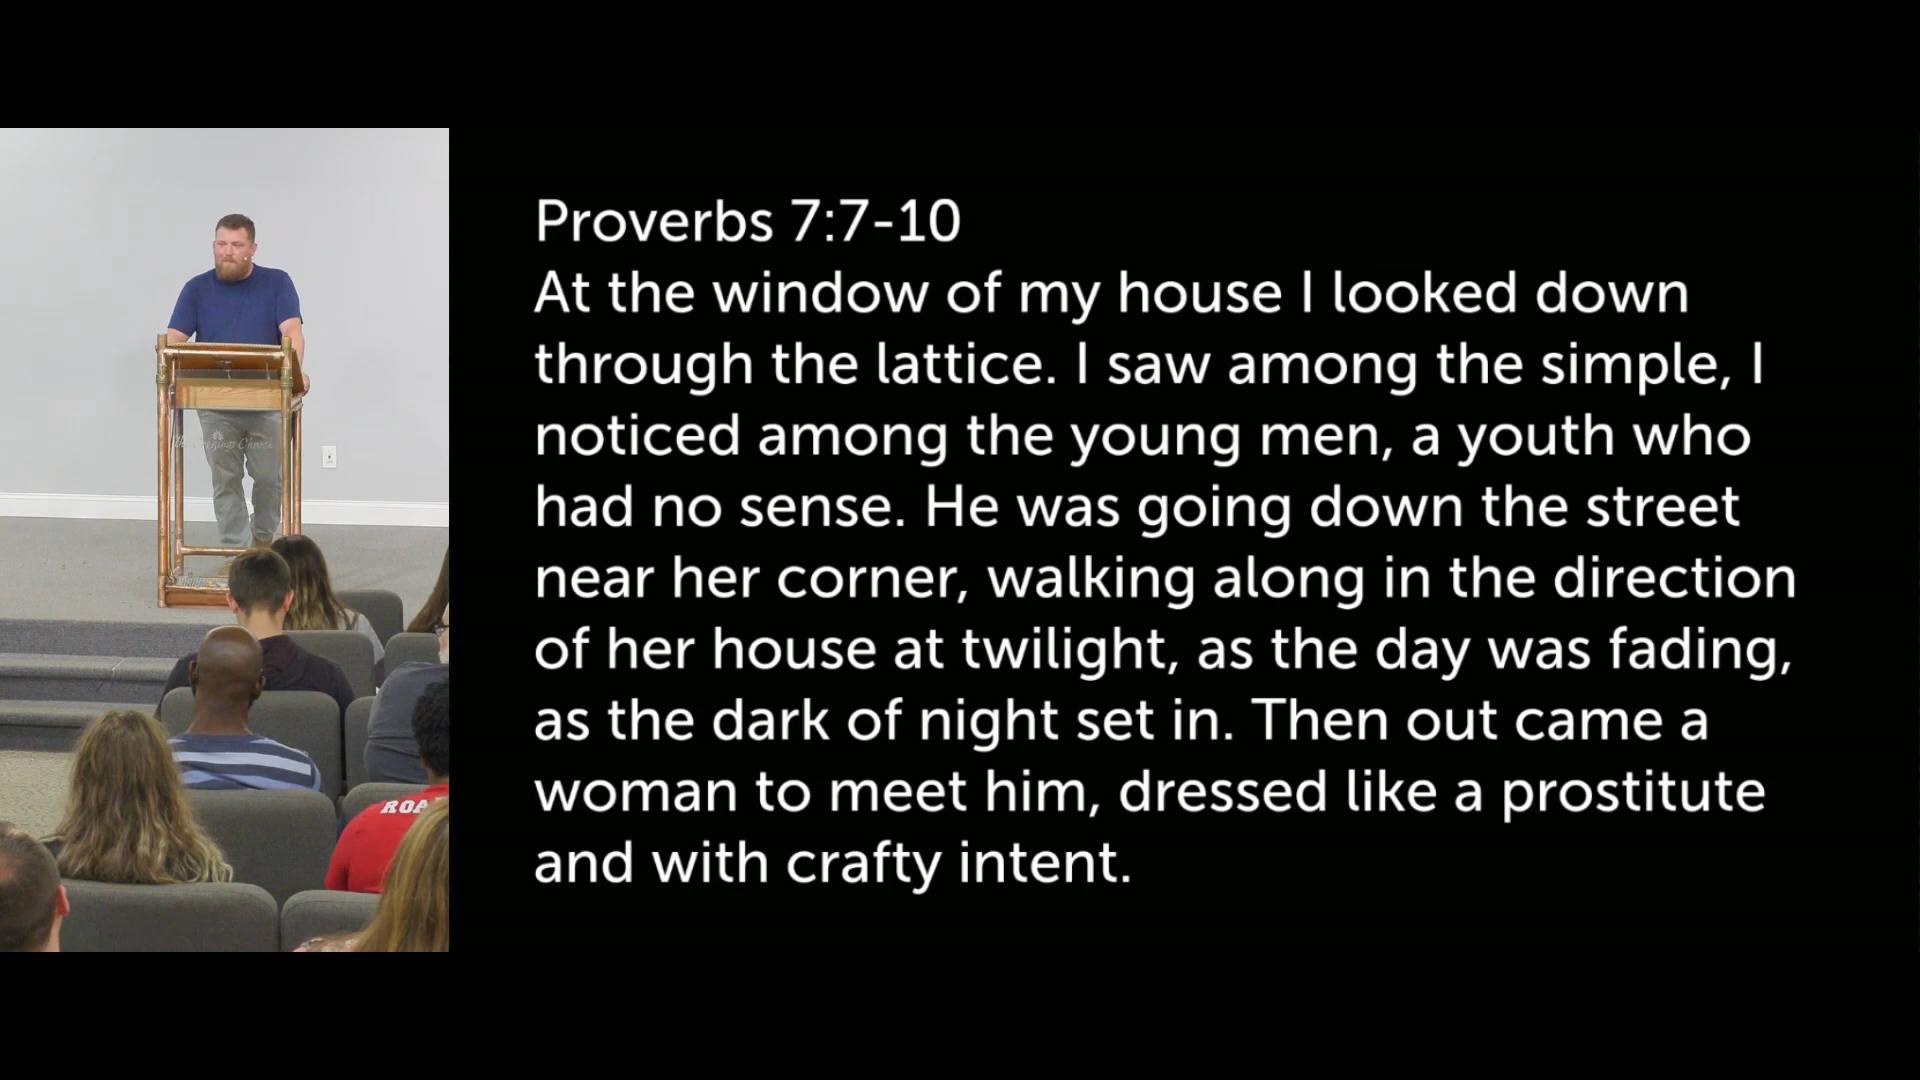 Proverbs 7:7-10
At the window of my house I looked down
through the lattice. I saw among the simple, I
noticed among the young men, a youth who
had no sense. He was going down the street
near her corner, walking along in the direction
of her house at twilight, as the day was fading,
as the dark of night set in. Then out came a
woman to meet him, dressed like a prostitute
and with crafty intent.
Church
ROA